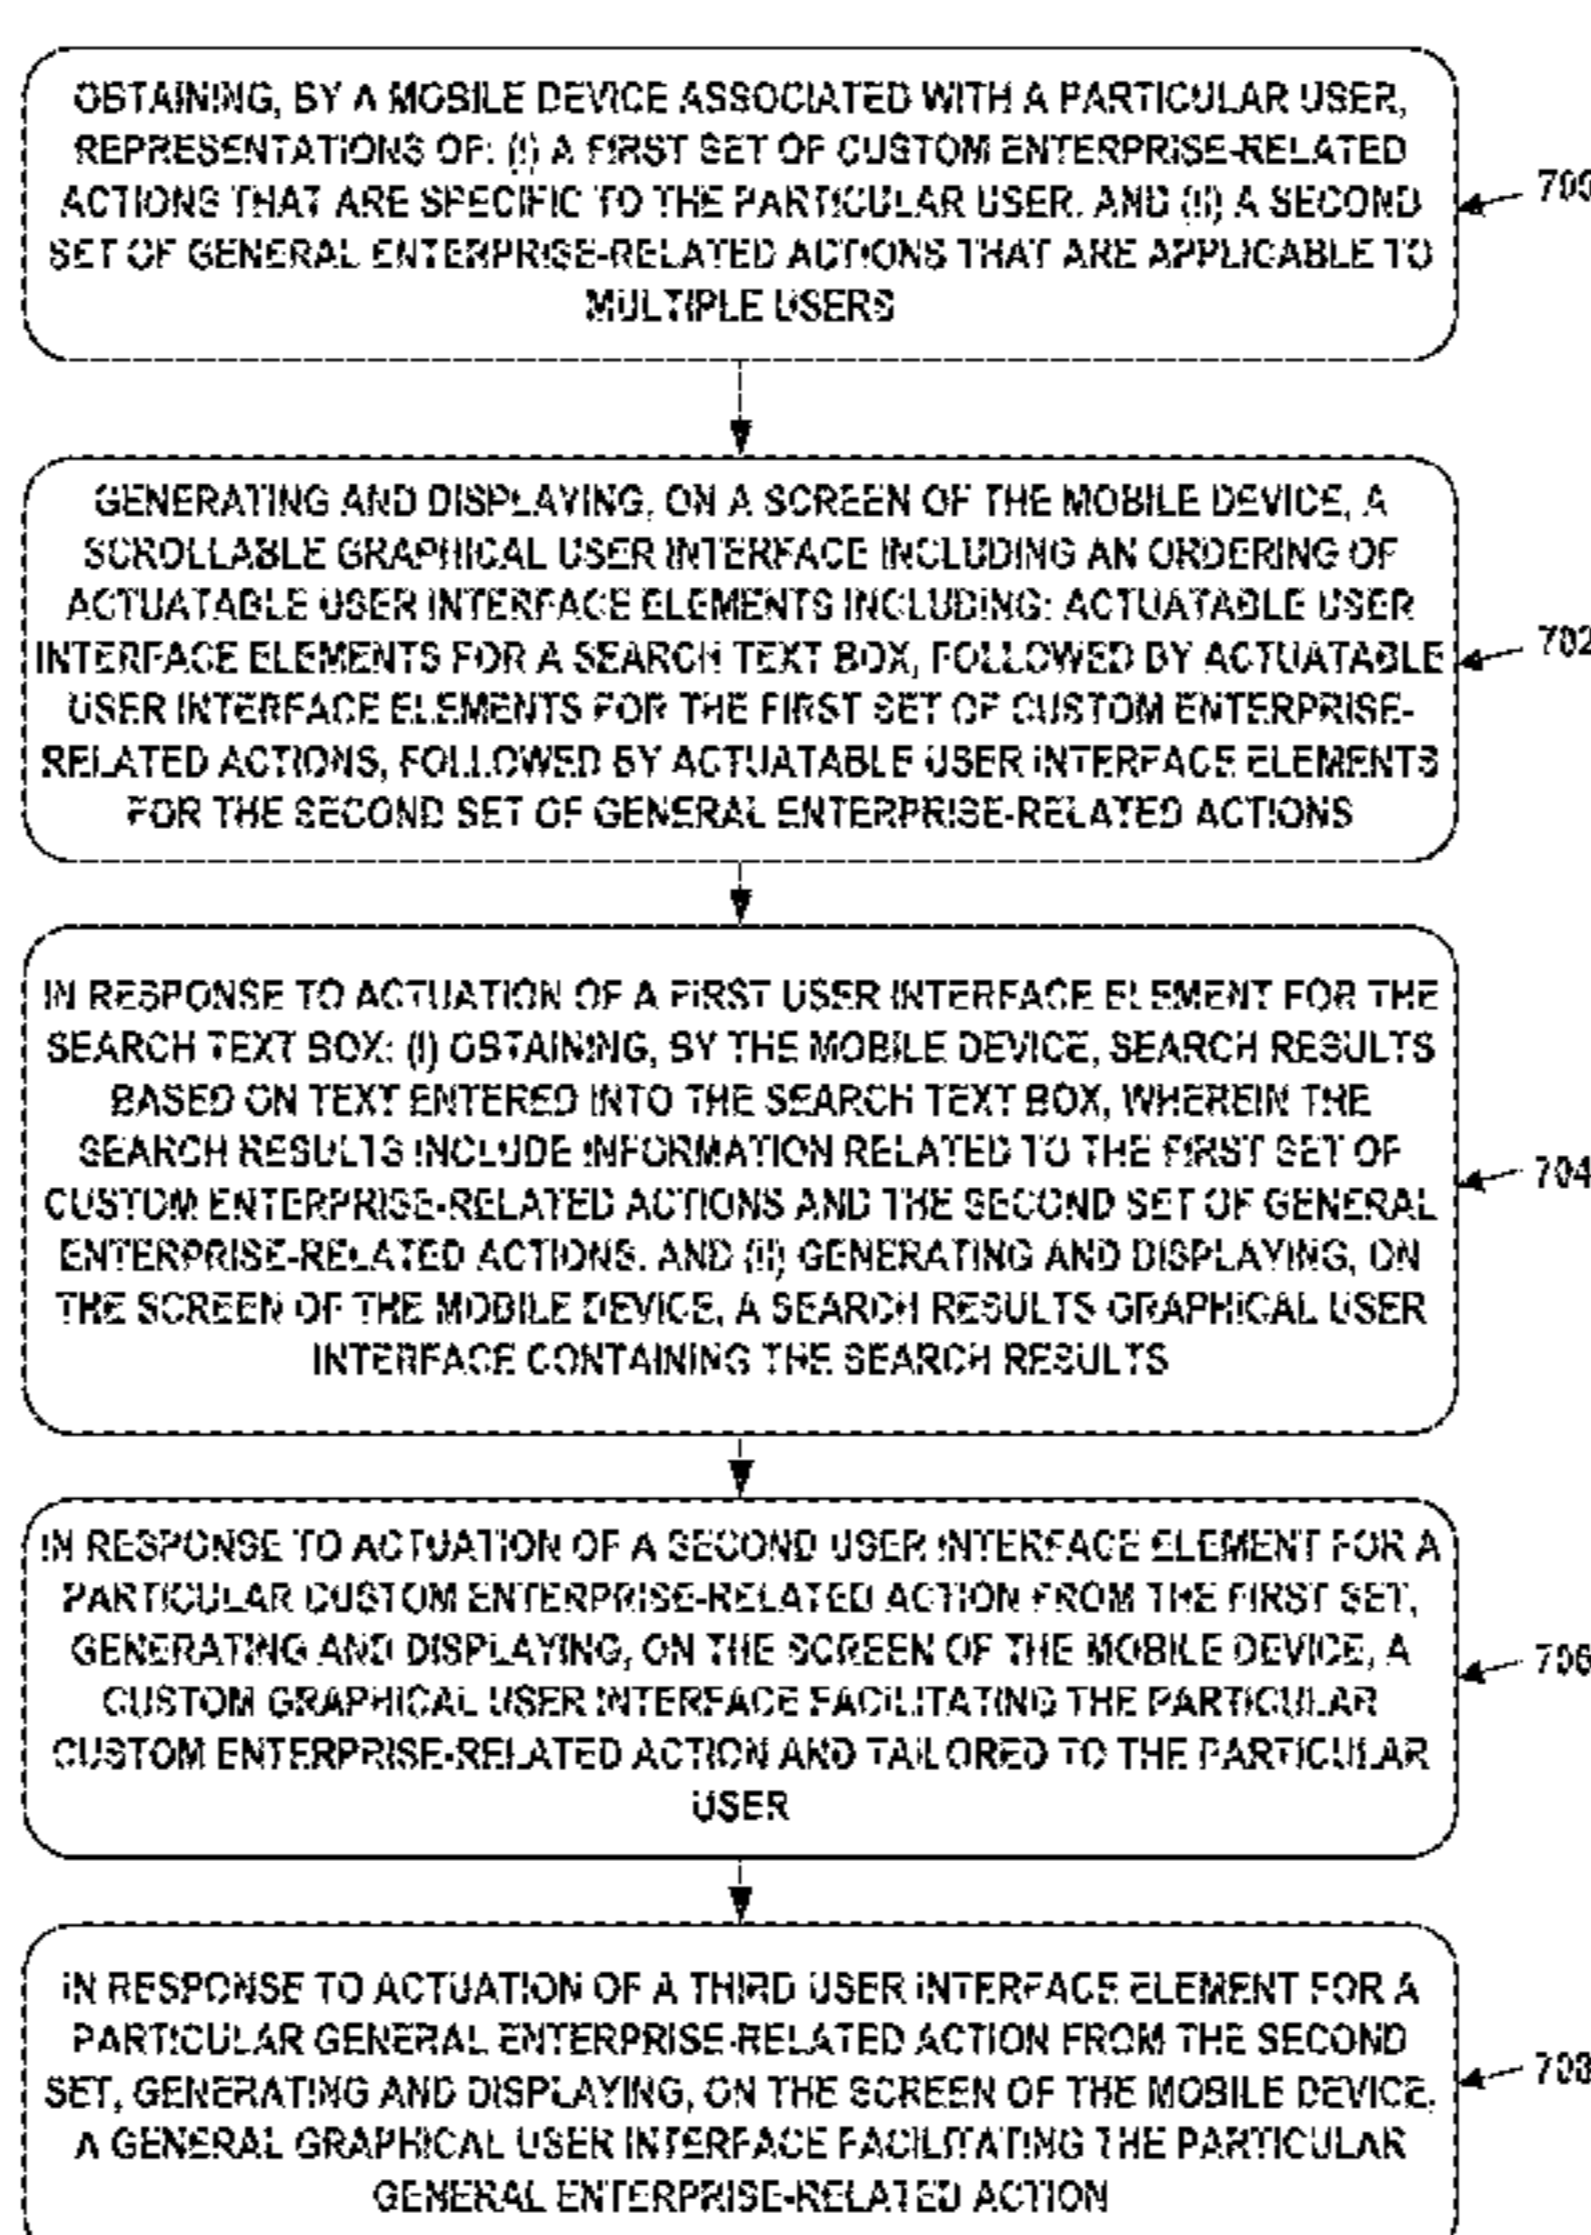 OBTAINING, BY A MOBILE DEVICE ASSOCIATED WITH A PARTICULAR USER,
REPRESENTATIONS OF: (I) A FIRST SET OF CUSTOM ENTERPRISE-RELATED
ACTIONS THAT ARE SPECIFIC TO THE PARTICULAR USER, AND (II) A SECOND
SET OF GENERAL ENTERPRISE-RELATED ACTIONS THAT ARE APPLICABLE TO
MULTIPLE USERS
700
GENERATING AND DISPLAYING, ON A SCREEN OF THE MOBILE DEVICE, A
SCROLLABLE GRAPHICAL USER INTERFACE INCLUDING AN ORDERING OF
ACTUATABLE USER INTERFACE ELEMENTS INCLUDING: ACTUATABLE USER
INTERFACE ELEMENTS FOR A SEARCH TEXT BOX, FOLLOWED BY ACTUATABLE
USER INTERFACE ELEMENTS FOR THE FIRST SET OF CUSTOM ENTERPRISE-
RELATED ACTIONS, FOLLOWED BY ACTUATABLE USER INTERFACE ELEMENTS
FOR THE SECOND SET OF GENERAL ENTERPRISE-RELATED ACTIONS
702
IN RESPONSE TO ACTUATION OF A FIRST USER INTERFACE ELEMENT FOR THE
SEARCH TEXT BOX: (I) OBTAINING, BY THE MOBILE DEVICE, SEARCH RESULTS
BASED ON TEXT ENTERED INTO THE SEARCH TEXT BOX, WHEREIN THE
SEARCH RESULTS INCLUDE INFORMATION RELATED TO THE FIRST SET OF
CUSTOM ENTERPRISE-RELATED ACTIONS AND THE SECOND SET OF GENERAL
ENTERPRISE-RELATED ACTIONS, AND (II) GENERATING AND DISPLAYING, ON
THE SCREEN OF THE MOBILE DEVICE, A SEARCH RESULTS GRAPHICAL USER
INTERFACE CONTAINING THE SEARCH RESULTS
704
IN RESPONSE TO ACTUATION OF A SECOND USER INTERFACE ELEMENT FOR A
PARTICULAR CUSTOM ENTERPRISE-RELATED ACTION FROM THE FIRST SET,
GENERATING AND DISPLAYING, ON THE SCREEN OF THE MOBILE DEVICE, A
CUSTOM GRAPHICAL USER INTERFACE FACILITATING THE PARTICULAR
CUSTOM ENTERPRISE-RELATED ACTION AND TAILORED TO THE PARTICULAR
USER
706
IN RESPONSE TO ACTUATION OF A THIRD USER INTERFACE ELEMENT FOR A
PARTICULAR GENERAL ENTERPRISE-RELATED ACTION FROM THE SECOND
SET, GENERATING AND DISPLAYING, ON THE SCREEN OF THE MOBILE DEVICE,
A GENERAL GRAPHICAL USER INTERFACE FACILITATING THE PARTICULAR
GENERAL ENTERPRISE-RELATED ACTION
708